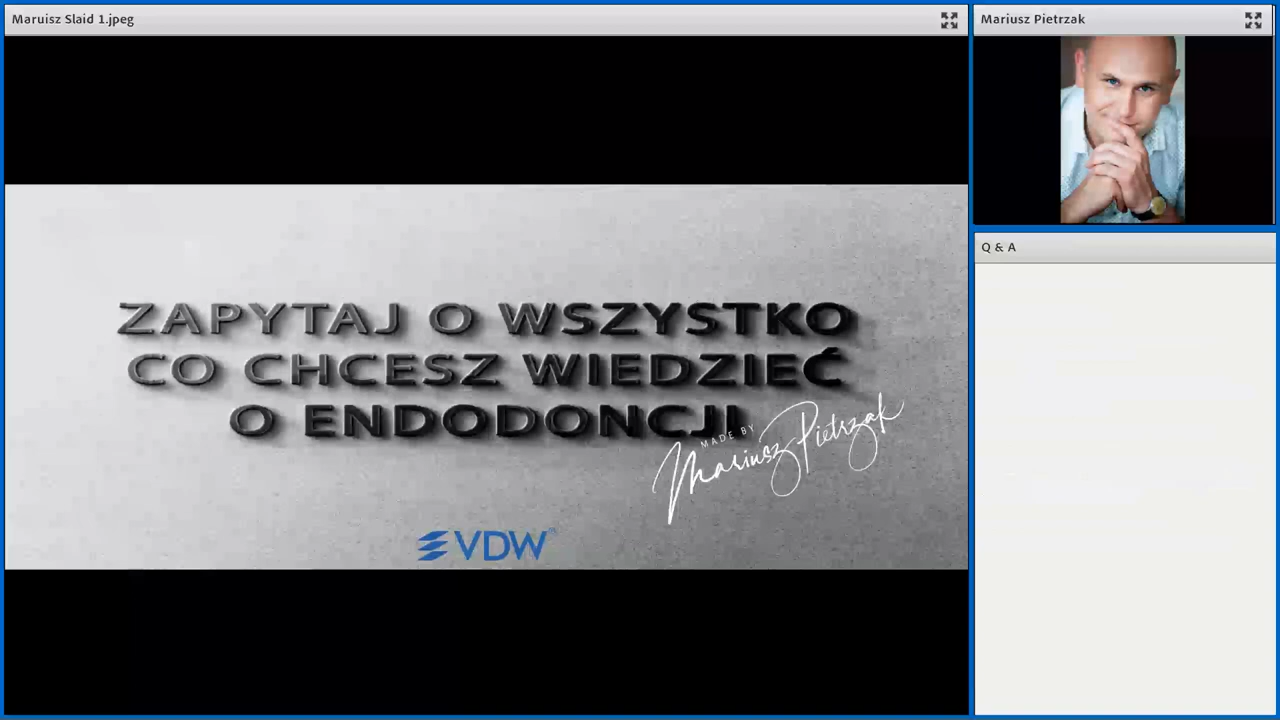 Maruisz Slaid 1.jpeg
Mariusz Pietrzak
Q & A
ZAPYTAJ O WSZYSTKO
CO CHCESZ WIEDZIEĆ
O ENDODONCJI
MADE BY
Mariusz Pietrzak
VDW